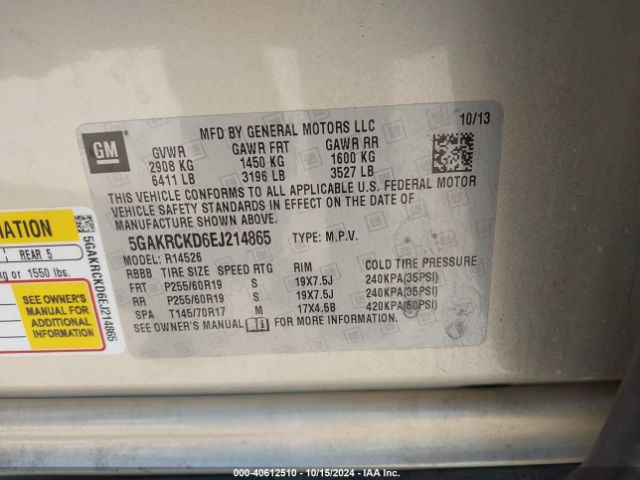 MFD BY GENERAL MOTORS LLC
10/13
GM
GVWR GAWR FRT GAWR RR
2908 KG 1450 KG 1600 KG
6411 LB 3196 LB 3527 LB
THIS VEHICLE CONFORMS TO ALL APPLICABLE U.S. FEDERAL MOTOR
VEHICLE SAFETY STANDARDS IN EFFECT ON THE DATE OF
MANUFACTURE SHOWN ABOVE.
5GAKRCKD6EJ214865 TYPE: M.P.V.
MODEL: R14526
RBBB TIRE SIZE SPEED RTG RIM COLD TIRE PRESSURE
FRT P255/60R19 S 19X7.5J 240KPA(35PSI)
RR P255/60R19 S 19X7.5J 240KPA(35PSI)
SPA T145/70R17 M 17X4.5B 420KPA(60PSI)
SEE OWNER'S MANUAL FOR MORE INFORMATION.
REAR 5
kg or 1550 lbs.
SEE OWNER'S
MANUAL FOR
ADDITIONAL
INFORMATION
5GAKRCKD6EJ214865
000-40612510 - 10/15/2024 - IAAI.COM